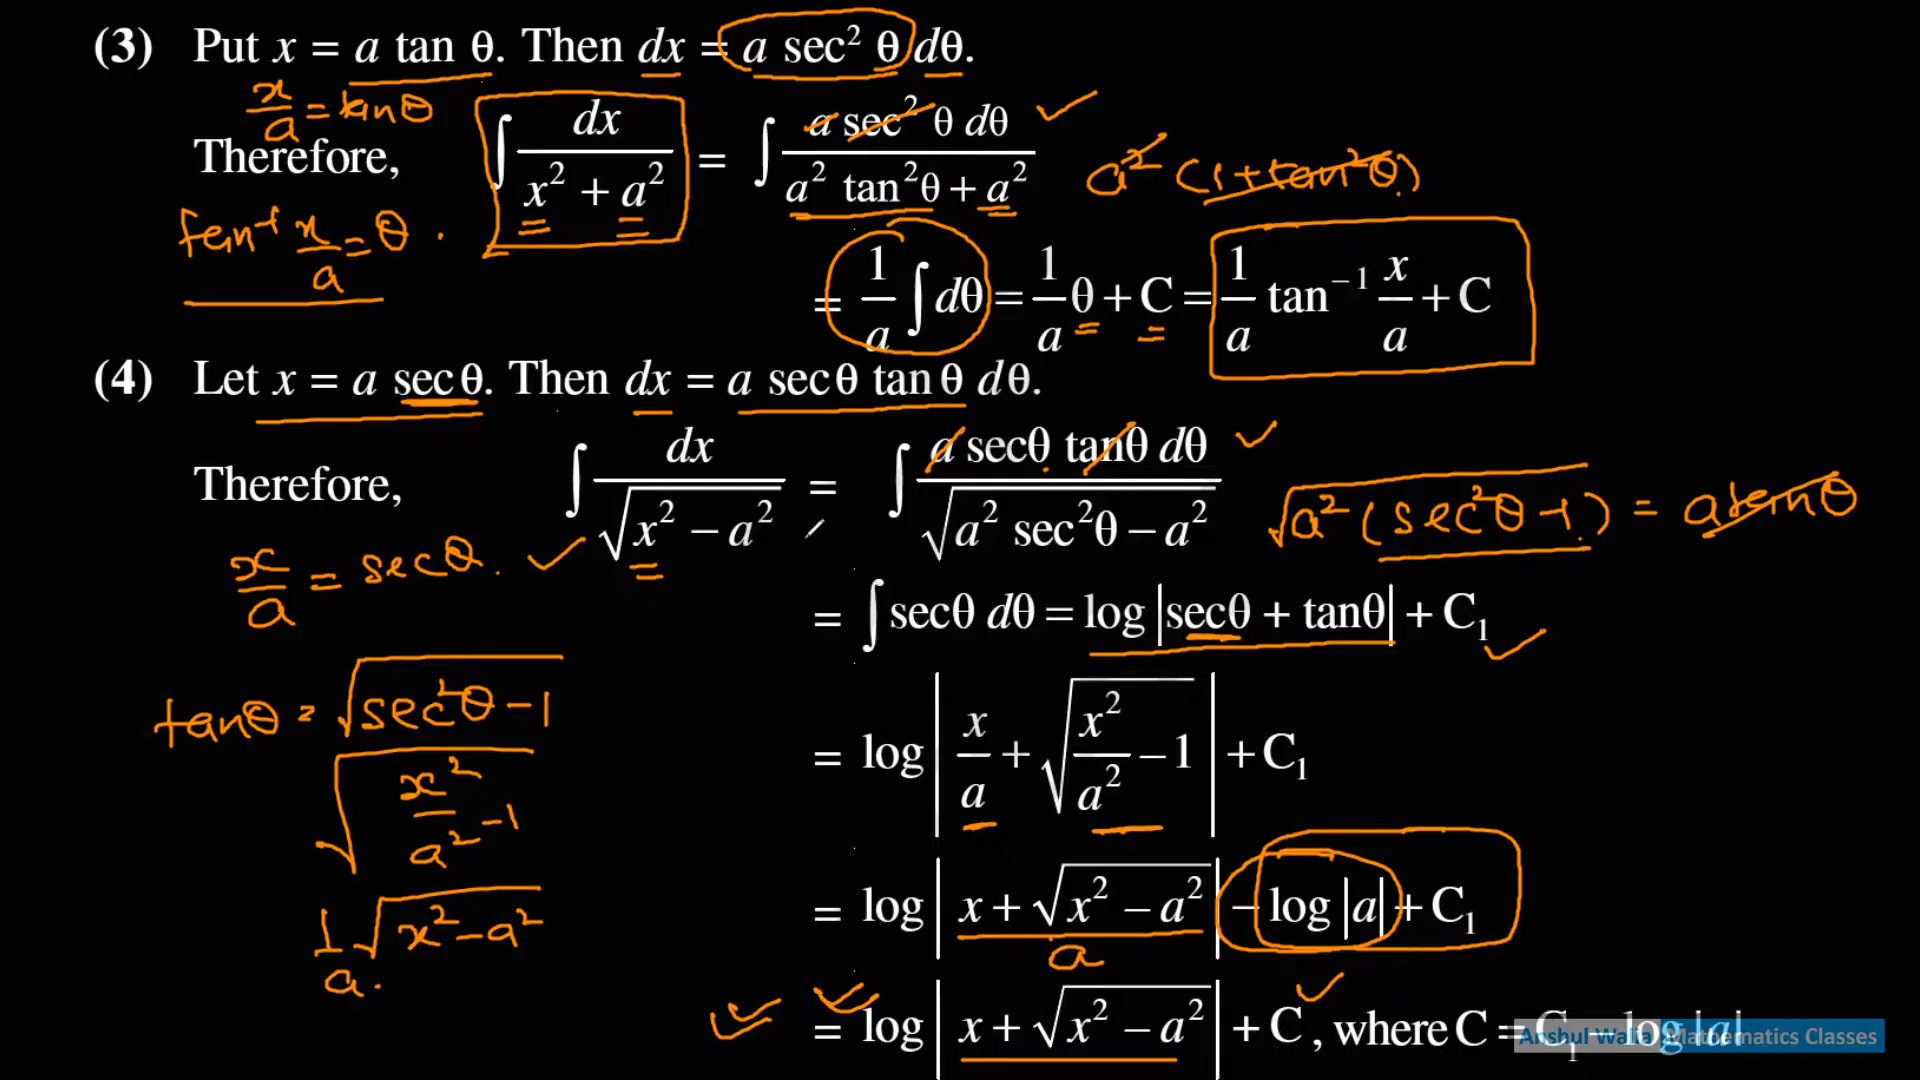 (3) Put x = a tan θ. Then dx = a sec² θ dθ.
x/a = tanθ
Therefore, ∫ dx/(x² + a²) = ∫ a sec² θ dθ/(a² tan²θ + a²)
a² (1+tan²θ)
tan⁻¹ x/a = θ.
= 1/a ∫ dθ = 1/a θ + C = 1/a tan⁻¹ x/a + C
(4) Let x = a secθ. Then dx = a secθ tanθ dθ.
Therefore, ∫ dx/√(x² − a²) = ∫ a secθ tanθ dθ/√(a² sec²θ − a²)
√(a² (sec²θ-1)) = a tanθ
x/a = secθ.
= ∫ secθ dθ = log |secθ + tanθ| + C₁
tanθ = √(sec²θ-1)
= log | x/a + √(x²/a² − 1) | + C₁
√(x²/a² -1)
= log | x + √(x² − a²) | − log |a| + C₁
a
1/a √(x²-a²)
= log | x + √(x² − a²) | + C, where C = C₁ − log |a|
Anshul Walia Mathematics Classes